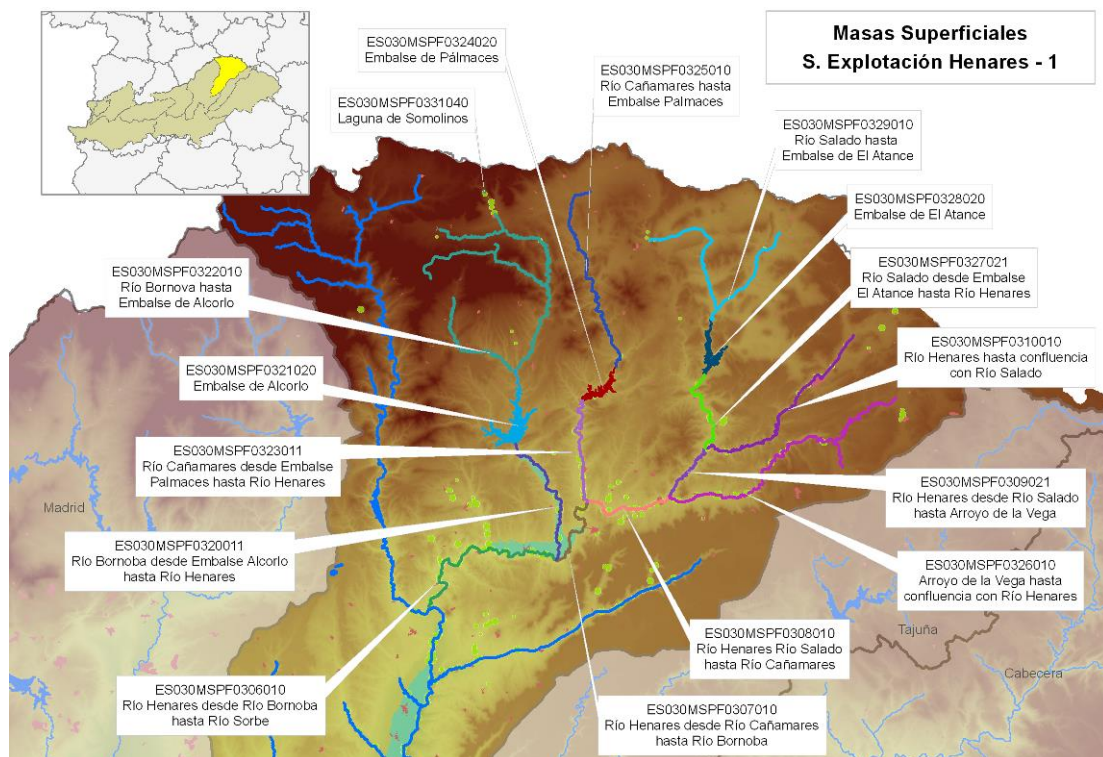 Masas Superficiales
S. Explotación Henares - 1
ES030MSPF0324020
Embalse de Pálmaces
ES030MSPF0325010
Río Cañamares hasta
Embalse Palmaces
ES030MSPF0331040
Laguna de Somolinos
ES030MSPF0329010
Río Salado hasta
Embalse de El Atance
ES030MSPF0328020
Embalse de El Atance
ES030MSPF0322010
Río Bornova hasta
Embalse de Alcorlo
ES030MSPF0327021
Río Salado desde Embalse
El Atance hasta Río Henares
ES030MSPF0310010
Río Henares hasta confluencia
con Río Salado
ES030MSPF0321020
Embalse de Alcorlo
ES030MSPF0323011
Río Cañamares desde Embalse
Palmaces hasta Río Henares
ES030MSPF0309021
Río Henares desde Río Salado
hasta Arroyo de la Vega
Madrid
ES030MSPF0320011
Río Bornoba desde Embalse Alcorlo
hasta Río Henares
ES030MSPF0326010
Arroyo de la Vega hasta
confluencia con Río Henares
Tajuña
ES030MSPF0308010
Río Henares Río Salado
hasta Río Cañamares
Cabecera
ES030MSPF0306010
Río Henares desde Río Bornoba
hasta Río Sorbe
ES030MSPF0307010
Río Henares desde Río Cañamares
hasta Río Bornoba